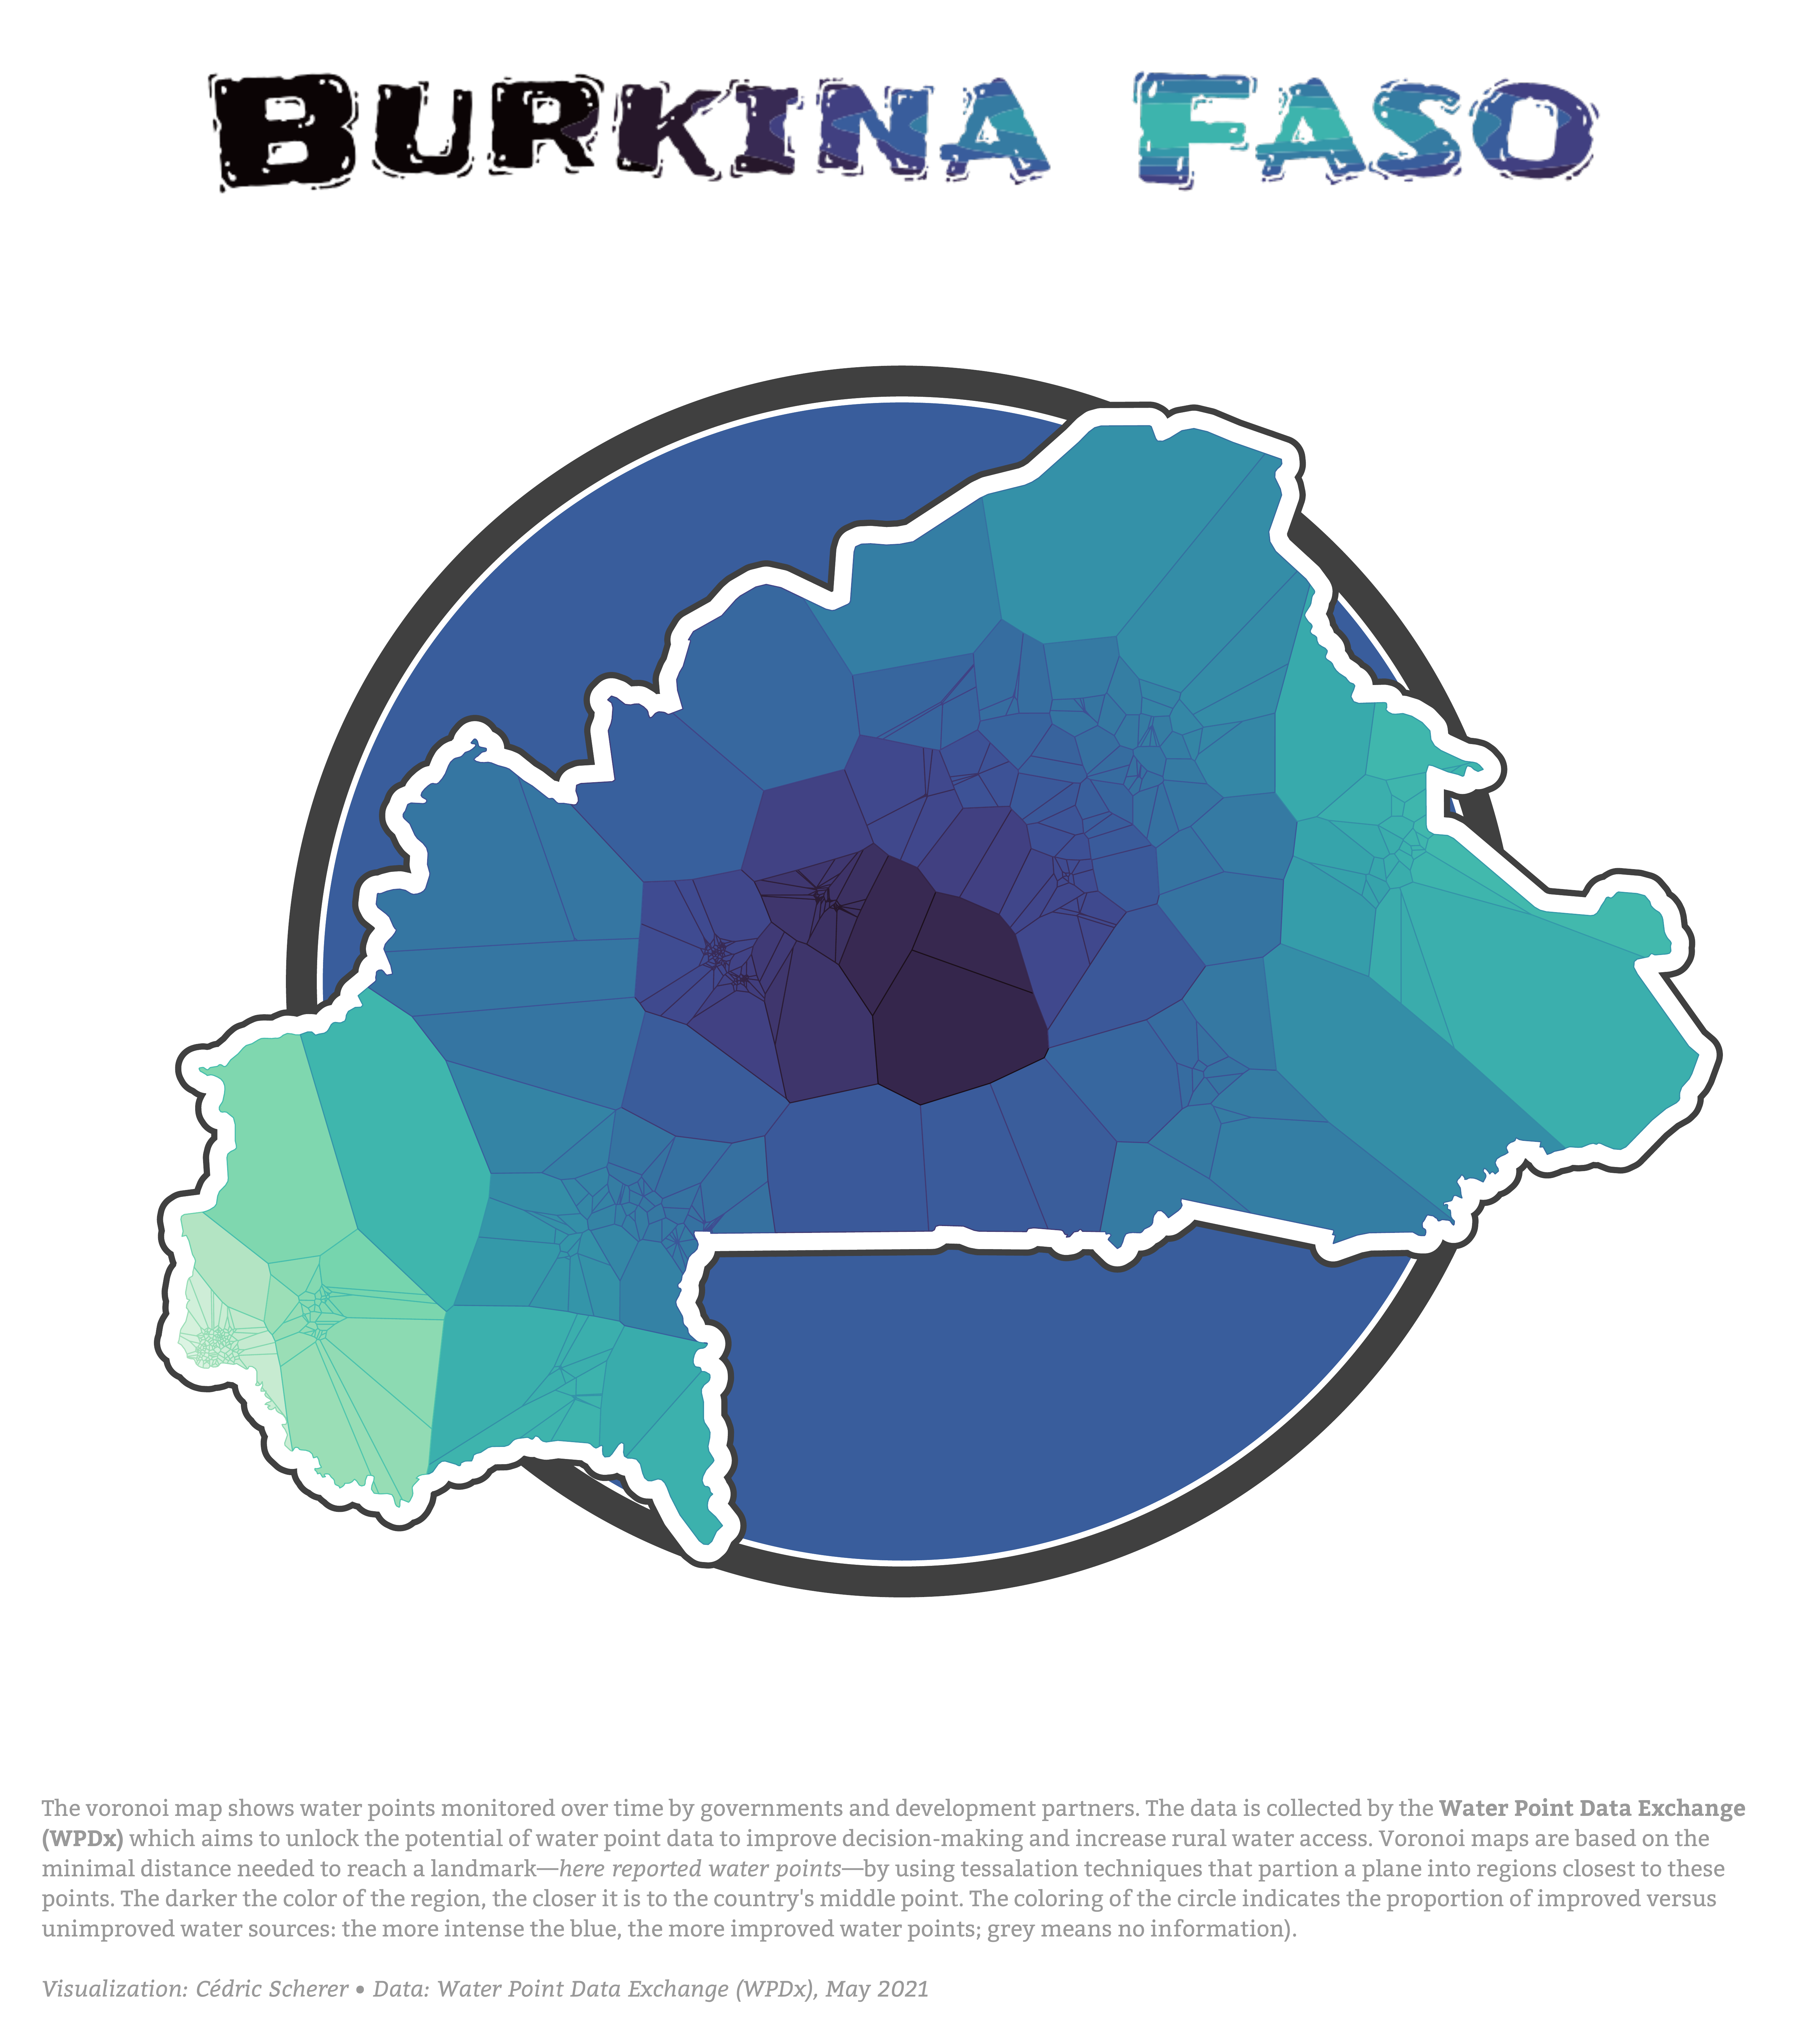 BURKINA FASO
The voronoi map shows water points monitored over time by governments and development partners. The data is collected by the Water Point Data Exchange
(WPDx) which aims to unlock the potential of water point data to improve decision-making and increase rural water access. Voronoi maps are based on the
minimal distance needed to reach a landmark—here reported water points—by using tessalation techniques that partion a plane into regions closest to these
points. The darker the color of the region, the closer it is to the country's middle point. The coloring of the circle indicates the proportion of improved versus
unimproved water sources: the more intense the blue, the more improved water points; grey means no information).
Visualization: Cédric Scherer • Data: Water Point Data Exchange (WPDx), May 2021